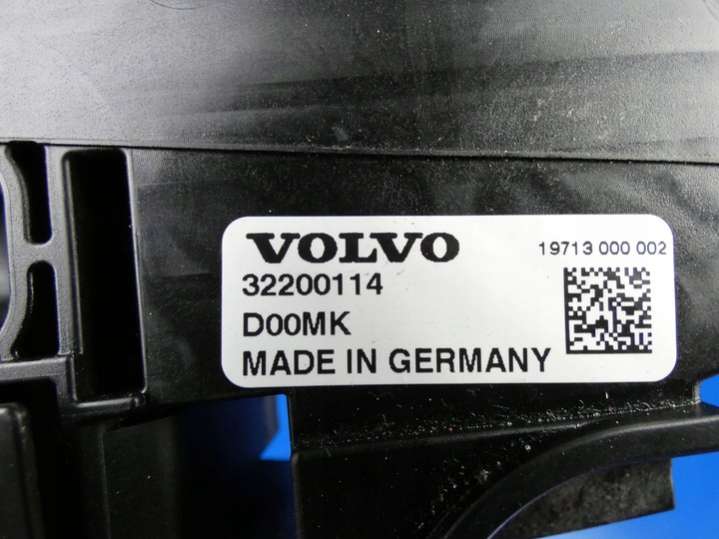 VOLVO
19713 000 002
32200114
D00MK
MADE IN GERMANY